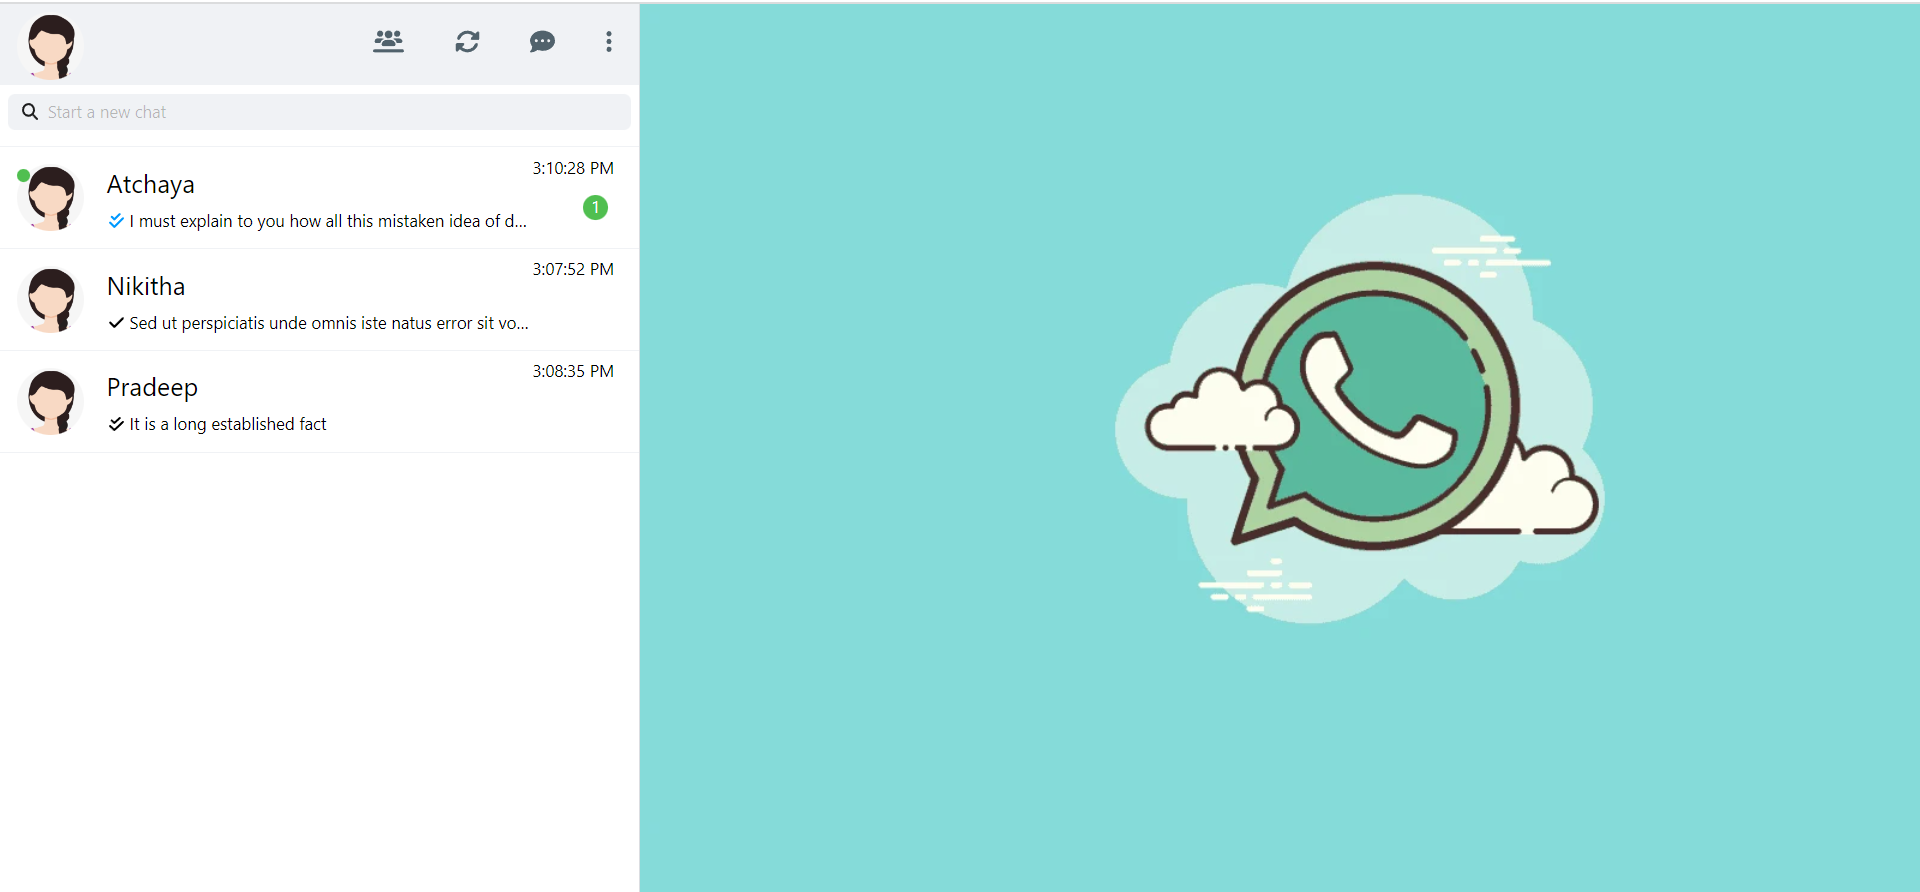 Start a new chat
Atchaya
3:10:28 PM
I must explain to you how all this mistaken idea of d...
1
Nikitha
3:07:52 PM
Sed ut perspiciatis unde omnis iste natus error sit vo...
Pradeep
3:08:35 PM
It is a long established fact